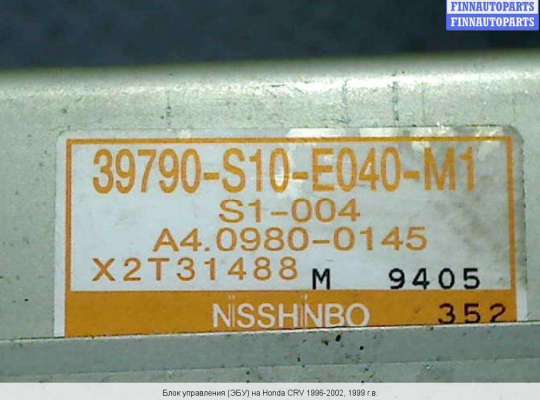 FINNAUTOPARTS
FINNAUTOPARTS
39790-S10-E040-M1
S1-004
A4.0980-0145
X2T31488 M 9405
NISSHINBO 352
Блок управления (ЭБУ) на Honda CRV 1996-2002, 1999 г.в.